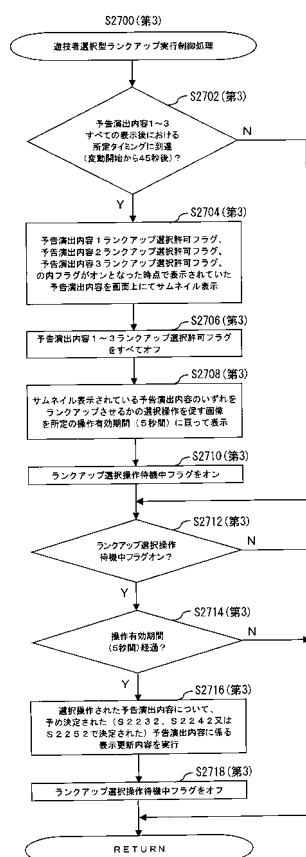 S2700(第3)
遊技者選択型ランクアップ実行制御処理
S2702(第3)
予告演出内容1~3
すべての表示後における
所定タイミングに到達
(変動開始から45秒後)?
N
Y
S2704(第3)
予告演出内容1ランクアップ選択許可フラグ、
予告演出内容2ランクアップ選択許可フラグ、
予告演出内容3ランクアップ選択許可フラグ、
の内フラグがオンとなった時点で表示されていた
予告演出内容を画面上にてサムネイル表示
S2706(第3)
予告演出内容1~3ランクアップ選択許可フラグ
をすべてオフ
S2708(第3)
サムネイル表示されている予告演出内容のいずれを
ランクアップさせるかの選択操作を促す画像
を所定の操作有効期間(5秒間)に亘って表示
S2710(第3)
ランクアップ選択操作待機中フラグをオン
S2712(第3)
ランクアップ選択操作
待機中フラグオン?
N
Y
S2714(第3)
操作有効期間
(5秒間)経過?
N
Y
S2716(第3)
選択操作された予告演出内容について、
予め決定された(S2232、S2242又は
S2252で決定された)予告演出内容に係る
表示更新内容を実行
S2718(第3)
ランクアップ選択操作待機中フラグをオフ
RETURN